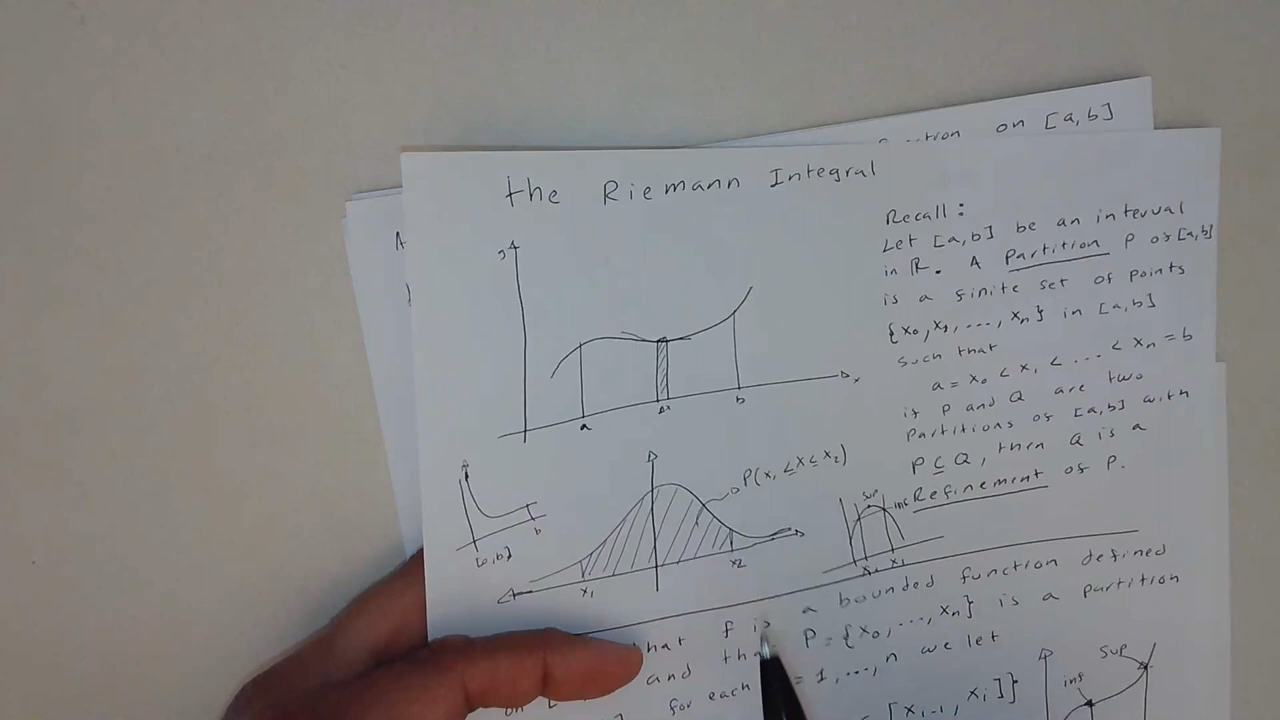 on [a,b]
the Riemann Integral
Recall:
Let [a,b] be an interval
in R. A Partition P of [a,b]
is a finite set of points
{x₀, x₁, ..., xₙ} in [a,b]
such that
a = x₀ < x₁ < ... < xₙ = b
if P and Q are two
Partitions of [a,b] with
P ⊆ Q, then Q is a
Refinement of P.
y
x
a
Δx
b
P(x₁ ≤ X ≤ x₂)
x₁
x₂
b
[0,b]
sup
inf
that f is a bounded function defined
on [
and that P = {x₀, ..., xₙ} is a partition
for each = 1, ..., n we let
[xᵢ₋₁, xᵢ]}
sup
inf